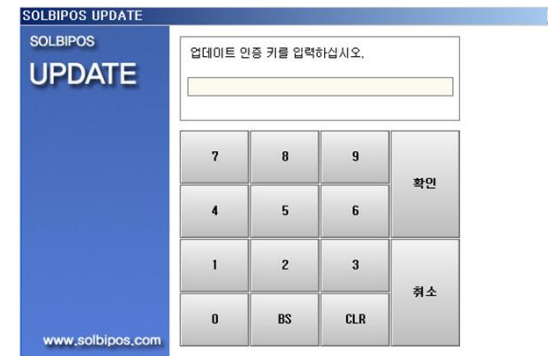 SOLBIPOS UPDATE
SOLBIPOS
UPDATE
업데이트 인증 키를 입력하십시오.
7 8 9
확인
4 5 6
1 2 3
취소
0 BS CLR
www.solbipos.com